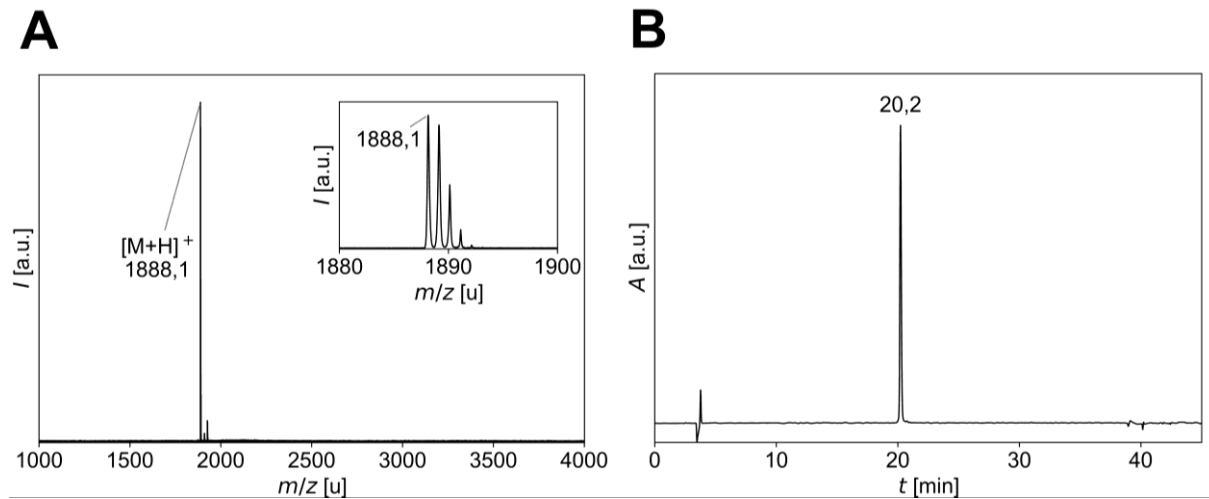 A
B
I [a.u.]
[M+H]+
1888,1
1000 1500 2000 2500 3000 3500 4000
m/z [u]
I [a.u.]
1888,1
1880 1890 1900
m/z [u]
A [a.u.]
20,2
0 10 20 30 40
t [min]